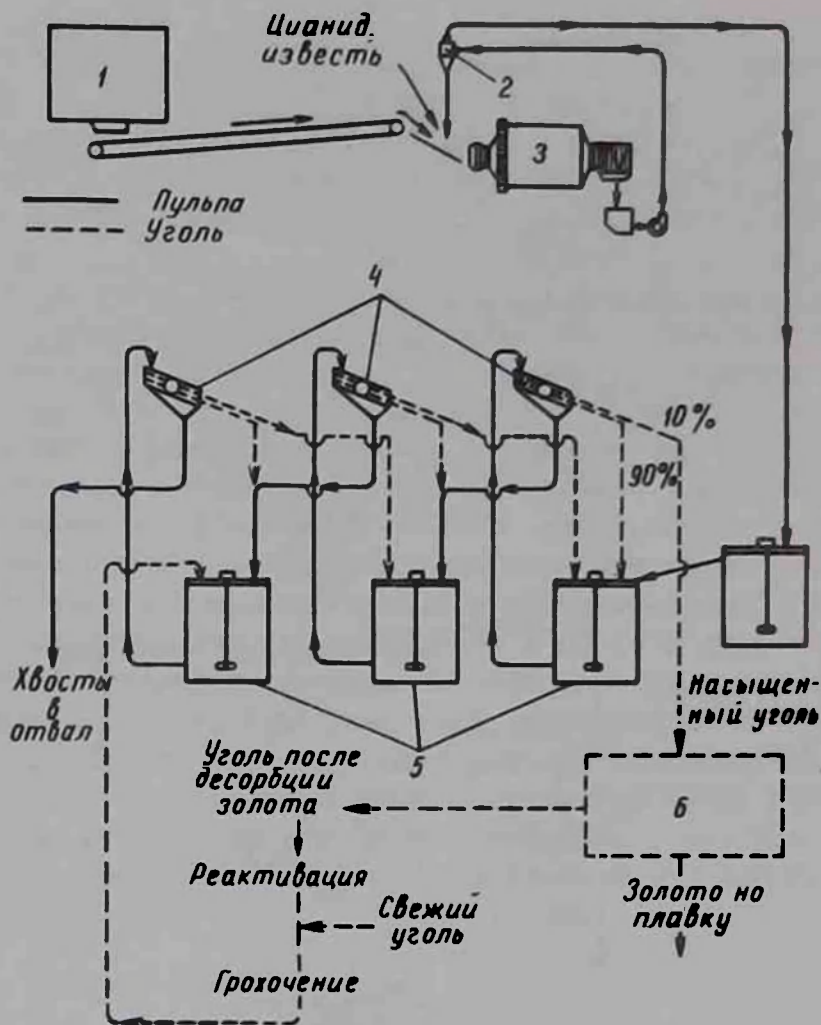 Цианид.
известь
1
2
3
Пульпа
Уголь
4
10%
90%
Хвосты
в
отвал
5
Насыщен-
ный уголь
Уголь после
десорбции
золота
6
Реактивация
Свежий
уголь
Золото но
плавку
Грохочение